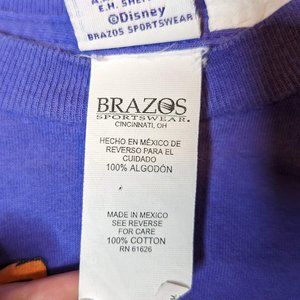 E.H. SHE
©Disney
BRAZOS SPORTSWEAR
BRAZOS
SPORTSWEAR.
CINCINNATI, OH
HECHO EN MÉXICO DE
REVERSO PARA EL
CUIDADO
100% ALGODÓN
MADE IN MEXICO
SEE REVERSE
FOR CARE
100% COTTON
RN 61626